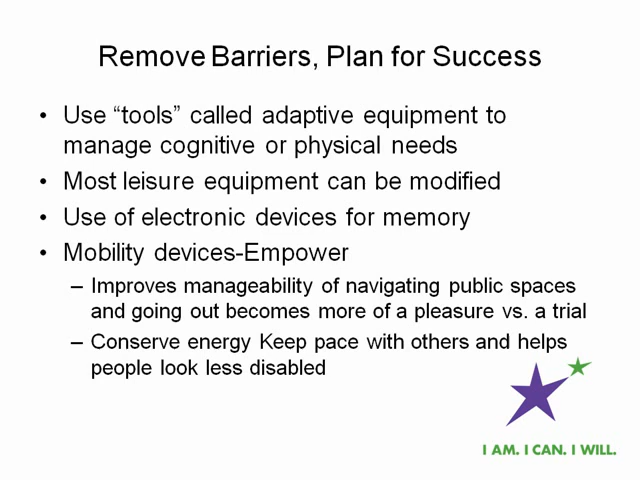 Remove Barriers, Plan for Success
• Use “tools” called adaptive equipment to
manage cognitive or physical needs
• Most leisure equipment can be modified
• Use of electronic devices for memory
• Mobility devices-Empower
– Improves manageability of navigating public spaces
and going out becomes more of a pleasure vs. a trial
– Conserve energy Keep pace with others and helps
people look less disabled
I AM. I CAN. I WILL.